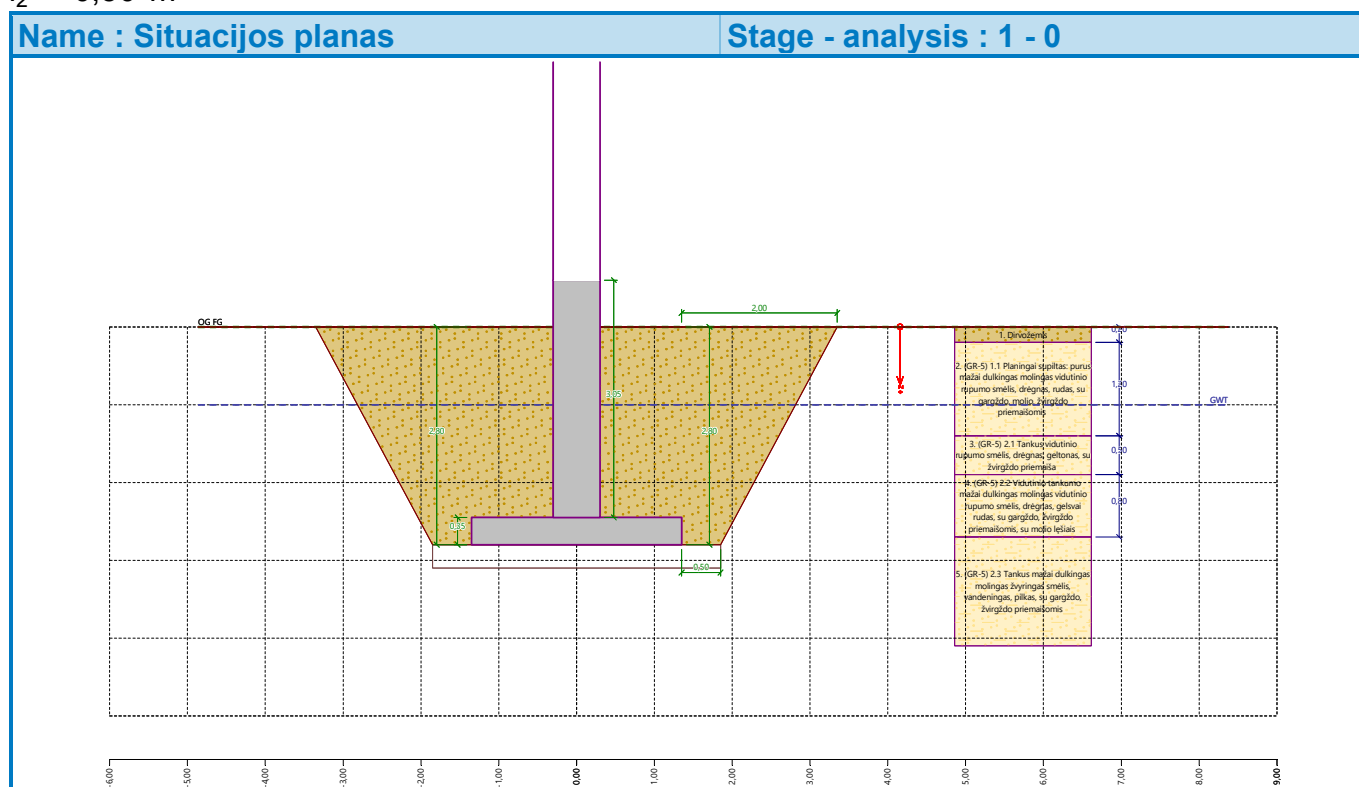 Name : Situacijos planas
Stage - analysis : 1 - 0
2,00
OG FG
1. Dirvožemis
2. (GR-5) 1.1 Planingai supiltas: purus
mažai dulkingas molingas vidutinio
rupumo smėlis, drėgnas, rudas, su
gargždo, molio, žvirgždo
priemaišomis
1,20
3,05
GWT
2,80
2,80
3. (GR-5) 2.1 Tankus vidutinio
rupumo smėlis, drėgnas, geltonas, su
žvirgždo priemaiša
0,50
4. (GR-5) 2.2 Vidutinio tankumo
mažai dulkingas molingas vidutinio
rupumo smėlis, drėgnas, gelsvai
rudas, su gargždo, žvirgždo
priemaišomis, su molio lęšiais
0,80
0,35
0,50
5. (GR-5) 2.3 Tankus mažai dulkingas
molingas žvyringas smėlis,
vandeningas, pilkas, su gargždo,
žvirgždo priemaišomis
-6,00 -5,00 -4,00 -3,00 -2,00 -1,00 0,00 1,00 2,00 3,00 4,00 5,00 6,00 7,00 8,00 9,00